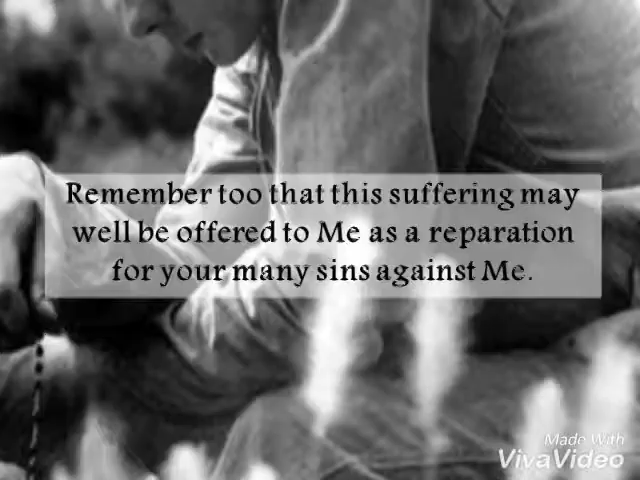 Remember too that this suffering may
well be offered to Me as a reparation
for your many sins against Me.
Made With
VivaVideo